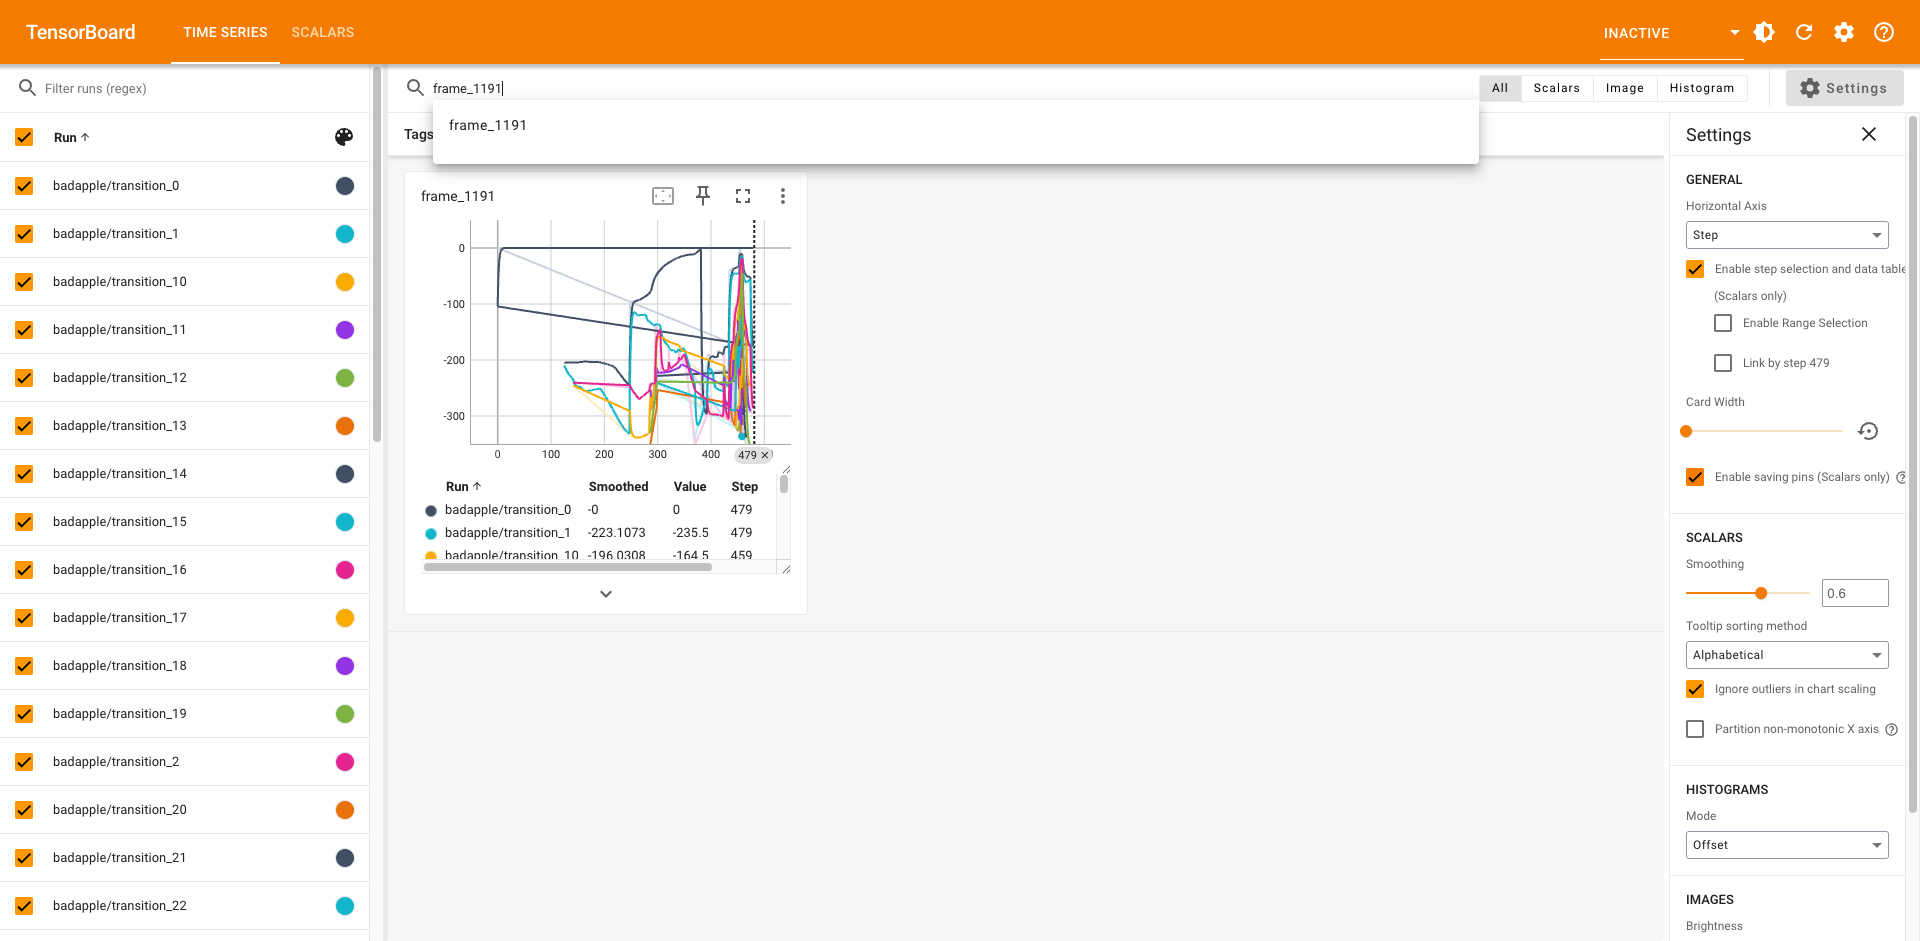 TensorBoard
TIME SERIES
SCALARS
INACTIVE
Filter runs (regex)
Run
badapple/transition_0
badapple/transition_1
badapple/transition_10
badapple/transition_11
badapple/transition_12
badapple/transition_13
badapple/transition_14
badapple/transition_15
badapple/transition_16
badapple/transition_17
badapple/transition_18
badapple/transition_19
badapple/transition_2
badapple/transition_20
badapple/transition_21
badapple/transition_22
frame_1191
frame_1191
All
Scalars
Image
Histogram
Settings
Tags
frame_1191
0
-100
-200
-300
0
100
200
300
400
479
Run Smoothed Value Step
badapple/transition_0 -0 0 479
badapple/transition_1 -223.1073 -235.5 479
badapple/transition_10 -196.0308 -164.5 459
Settings
GENERAL
Horizontal Axis
Step
Enable step selection and data table
(Scalars only)
Enable Range Selection
Link by step 479
Card Width
Enable saving pins (Scalars only)
SCALARS
Smoothing
0.6
Tooltip sorting method
Alphabetical
Ignore outliers in chart scaling
Partition non-monotonic X axis
HISTOGRAMS
Mode
Offset
IMAGES
Brightness